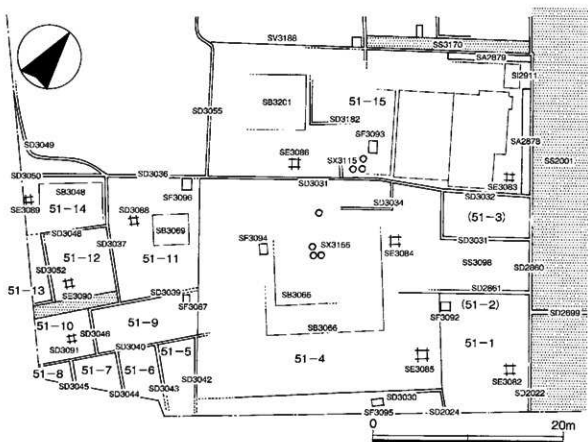 SV3188
SS3170
SA2879
SI2911
SD3055
SB3201
51-15
SD3182
SF3093
SA2878
SS2001
SD3049
SE3086
SX3115
SE3083
SD3050
SD3036
SD3031
SD3032
SB3048
SF3096
SD3034
SE3089
51-14
SD3088
(51-3)
SD3048
SB3069
SF3094
SX3166
SE3084
SD3031
SD3037
51-12
51-11
SD3052
SS3098
SD2860
51-13
SE3090
SD3039
SF3067
SB3065
SD2861
SD2699
51-10
51-9
SB3066
SF3092
(51-2)
SD3046
SD3091
SD3040
51-5
51-1
51-8
51-7
51-6
51-4
SE3085
SE3082
SD3045
SD3043
SD3042
SD3044
SD3030
SD2022
SF3095
SD2024
0
20m